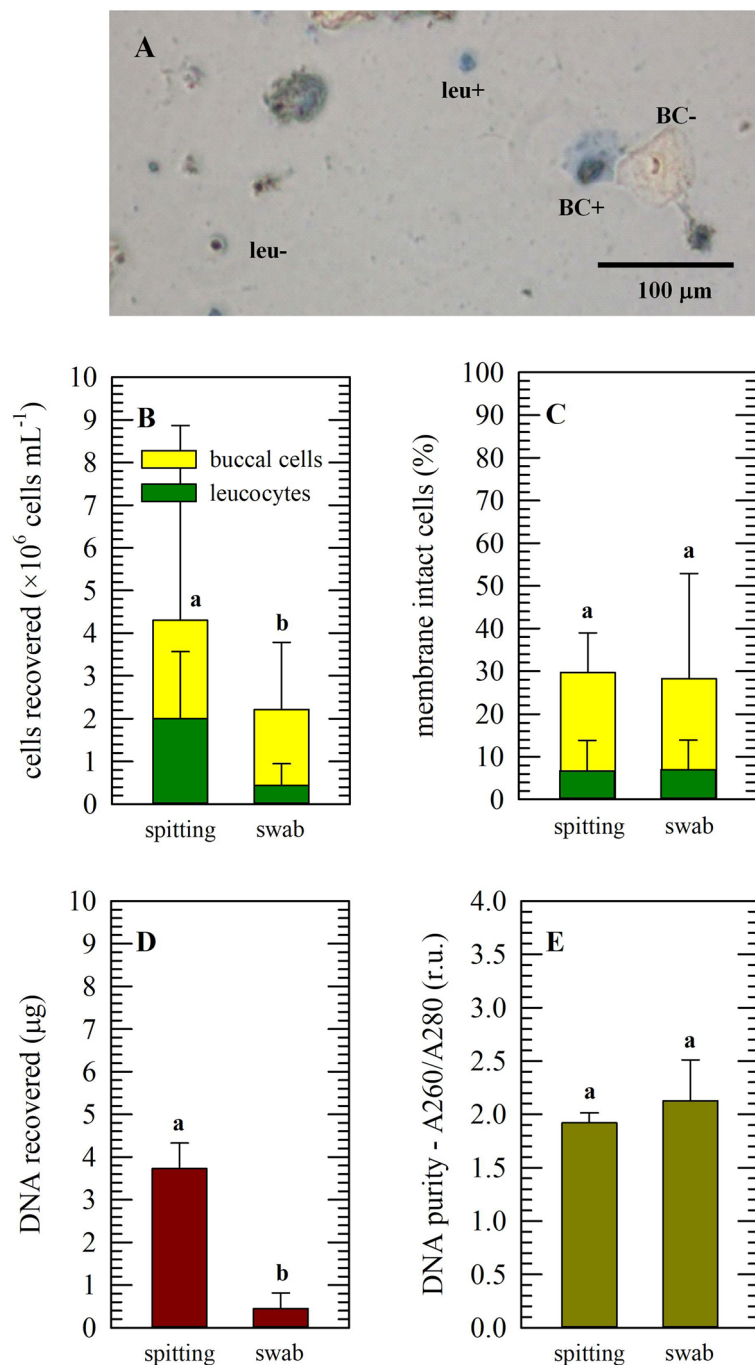 A
leu+
BC-
BC+
leu-
100 μm
cells recovered (×10⁶ cells mL⁻¹)
10
9
8
7
6
5
4
3
2
1
0
B
buccal cells
leucocytes
a
b
spitting
swab
membrane intact cells (%)
100
90
80
70
60
50
40
30
20
10
0
C
a
a
spitting
swab
DNA recovered (μg)
10
9
8
7
6
5
4
3
2
1
0
D
a
b
spitting
swab
DNA purity - A260/A280 (r.u.)
4.0
3.5
3.0
2.5
2.0
1.5
1.0
0.5
0.0
E
a
a
spitting
swab